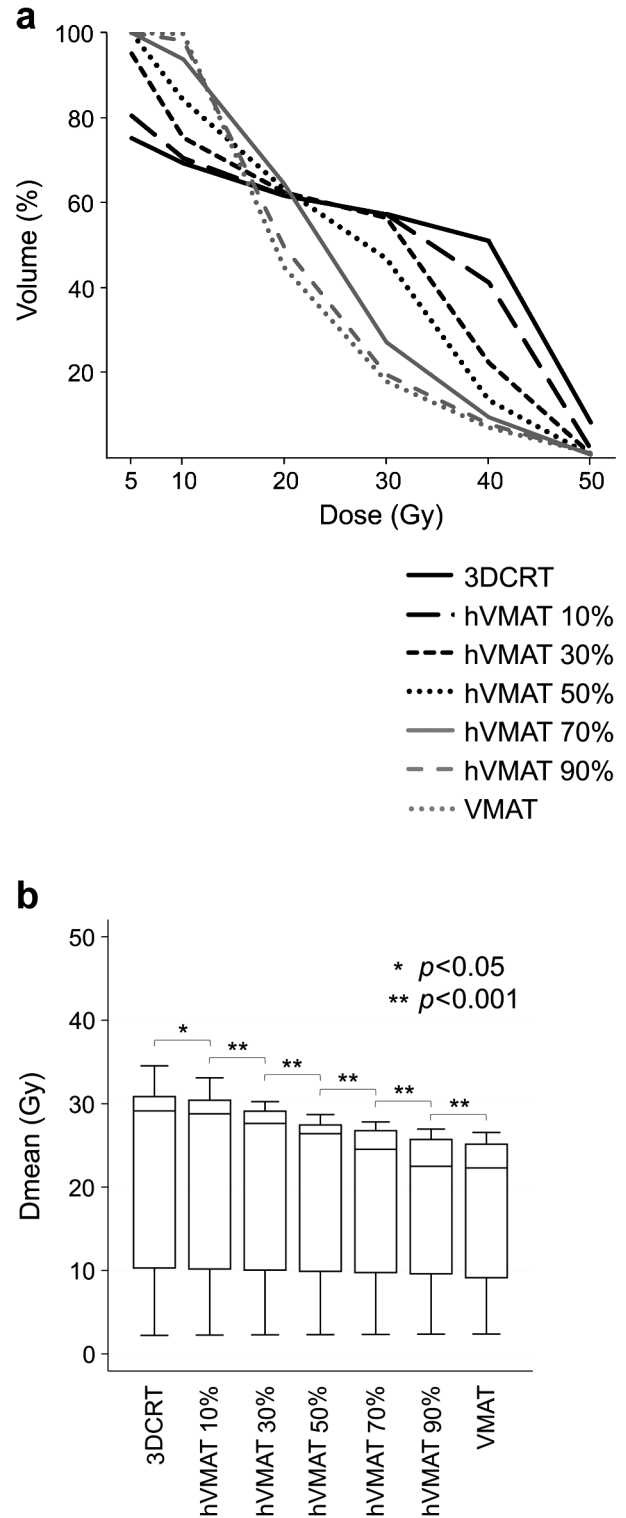 a
100
80
60
40
20
Volume (%)
5 10 20 30 40 50
Dose (Gy)
3DCRT
hVMAT 10%
hVMAT 30%
hVMAT 50%
hVMAT 70%
hVMAT 90%
VMAT
b
50
40
30
20
10
0
Dmean (Gy)
* p<0.05
** p<0.001
*
**
**
**
**
**
3DCRT
hVMAT 10%
hVMAT 30%
hVMAT 50%
hVMAT 70%
hVMAT 90%
VMAT